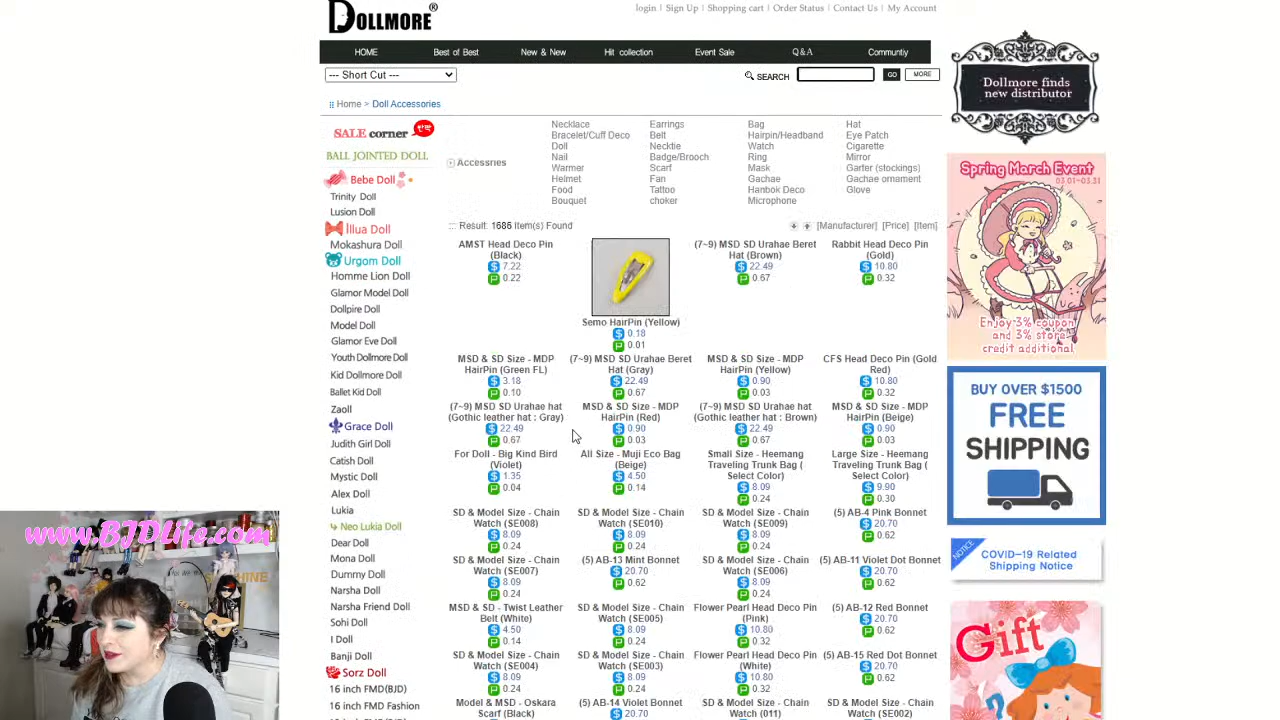 DOLLMORE®
login | Sign Up | Shopping cart | Order Status | Contact Us | My Account
HOME
Best of Best
New & New
Hit collection
Event Sale
Q&A
Communtiy
--- Short Cut ---
SEARCH
GO
MORE
Home > Doll Accessories
SALE corner
BALL JOINTED DOLL
Bebe Doll
Trinity Doll
Lusion Doll
Illua Doll
Mokashura Doll
Urgom Doll
Homme Lion Doll
Glamor Model Doll
Dollpire Doll
Model Doll
Glamor Eve Doll
Youth Dollmore Doll
Kid Dollmore Doll
Ballet Kid Doll
Zaoll
Grace Doll
Judith Girl Doll
Catish Doll
Mystic Doll
Alex Doll
Lukia
Neo Lukia Doll
Dear Doll
Mona Doll
Dummy Doll
Narsha Doll
Narsha Friend Doll
Sohi Doll
I Doll
Banji Doll
Sorz Doll
16 inch FMD(BJD)
16 inch FMD Fashion
Accessries
Necklace
Earrings
Bag
Hat
Bracelet/Cuff Deco
Belt
Hairpin/Headband
Eye Patch
Doll
Necktie
Watch
Cigarette
Nail
Badge/Brooch
Ring
Mirror
Warmer
Scarf
Mask
Garter (stockings)
Helmet
Fan
Gachae
Gachae ornament
Food
Tattoo
Hanbok Deco
Glove
Bouquet
choker
Microphone
::: Result: 1686 Item(s) Found
[Manufacturer] [Price] [Item]
AMST Head Deco Pin
(Black)
$ 7.22
P 0.22
Semo HairPin (Yellow)
$ 0.18
P 0.01
(7~9) MSD SD Urahae Beret
Hat (Brown)
$ 22.49
P 0.67
Rabbit Head Deco Pin
(Gold)
$ 10.80
P 0.32
MSD & SD Size - MDP
HairPin (Green FL)
$ 3.18
P 0.10
(7~9) MSD SD Urahae Beret
Hat (Gray)
$ 22.49
P 0.67
MSD & SD Size - MDP
HairPin (Yellow)
$ 0.90
P 0.03
CFS Head Deco Pin (Gold
Red)
$ 10.80
P 0.32
(7~9) MSD SD Urahae hat
(Gothic leather hat : Gray)
$ 22.49
P 0.67
MSD & SD Size - MDP
HairPin (Red)
$ 0.90
P 0.03
(7~9) MSD SD Urahae hat
(Gothic leather hat : Brown)
$ 22.49
P 0.67
MSD & SD Size - MDP
HairPin (Beige)
$ 0.90
P 0.03
For Doll - Big Kind Bird
(Violet)
$ 1.35
P 0.04
All Size - Muji Eco Bag
(Beige)
$ 4.50
P 0.14
Small Size - Heemang
Traveling Trunk Bag (
Select Color)
$ 8.09
P 0.24
Large Size - Heemang
Traveling Trunk Bag (
Select Color)
$ 9.90
P 0.30
SD & Model Size - Chain
Watch (SE008)
$ 8.09
P 0.24
SD & Model Size - Chain
Watch (SE010)
$ 8.09
P 0.24
SD & Model Size - Chain
Watch (SE009)
$ 8.09
P 0.24
(5) AB-4 Pink Bonnet
$ 20.70
P 0.62
SD & Model Size - Chain
Watch (SE007)
$ 8.09
P 0.24
(5) AB-13 Mint Bonnet
$ 20.70
P 0.62
SD & Model Size - Chain
Watch (SE006)
$ 8.09
P 0.24
(5) AB-11 Violet Dot Bonnet
$ 20.70
P 0.62
MSD & SD - Twist Leather
Belt (White)
$ 4.50
P 0.14
SD & Model Size - Chain
Watch (SE005)
$ 8.09
P 0.24
Flower Pearl Head Deco Pin
(Pink)
$ 10.80
P 0.32
(5) AB-12 Red Bonnet
$ 20.70
P 0.62
SD & Model Size - Chain
Watch (SE004)
$ 8.09
P 0.24
SD & Model Size - Chain
Watch (SE003)
$ 8.09
P 0.24
Flower Pearl Head Deco Pin
(White)
$ 10.80
P 0.32
(5) AB-15 Red Dot Bonnet
$ 20.70
P 0.62
Model & MSD - Oskara
Scarf (Black)
(5) AB-14 Violet Bonnet
$ 20.70
SD & Model Size - Chain
Watch (011)
SD & Model Size - Chain
Watch (SE002)
Dollmore finds
new distributor
Spring March Event
03.01~03.31
Enjoy 3% coupon
and 3% store
credit additional
BUY OVER $1500
FREE
SHIPPING
NOTICE
COVID-19 Related
Shipping Notice
Gift
www.BJDLife.com